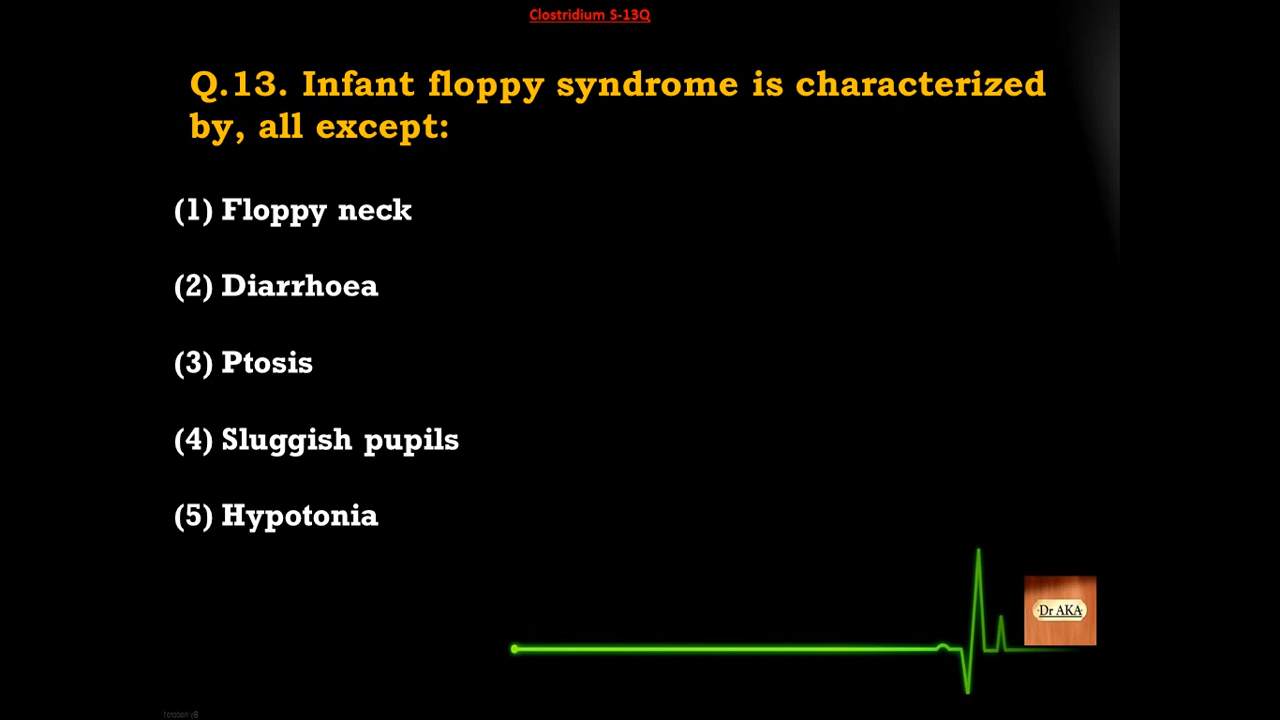 Clostridium S-13Q
Q.13. Infant floppy syndrome is characterized
by, all except:
(1) Floppy neck
(2) Diarrhoea
(3) Ptosis
(4) Sluggish pupils
(5) Hypotonia
Dr AKA